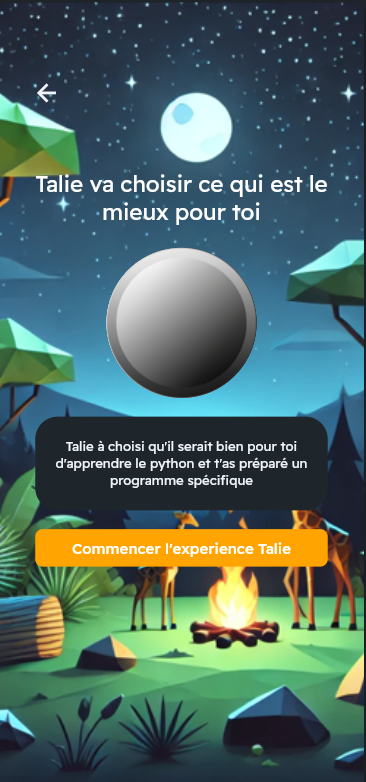 Talie va choisir ce qui est le
mieux pour toi
Talie à choisi qu'il serait bien pour toi
d'apprendre le python et t'as préparé un
programme spécifique
Commencer l'experience Talie